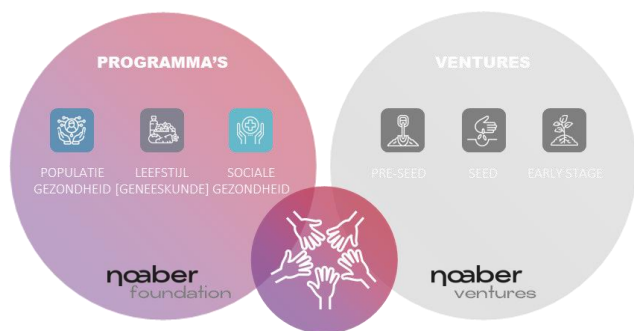 PROGRAMMA'S
POPULATIE
GEZONDHEID
LEEFSTIJL
[GENEESKUNDE]
SOCIALE
GEZONDHEID
noaber
foundation
VENTURES
PRE-SEED
SEED
EARLY STAGE
noaber
ventures